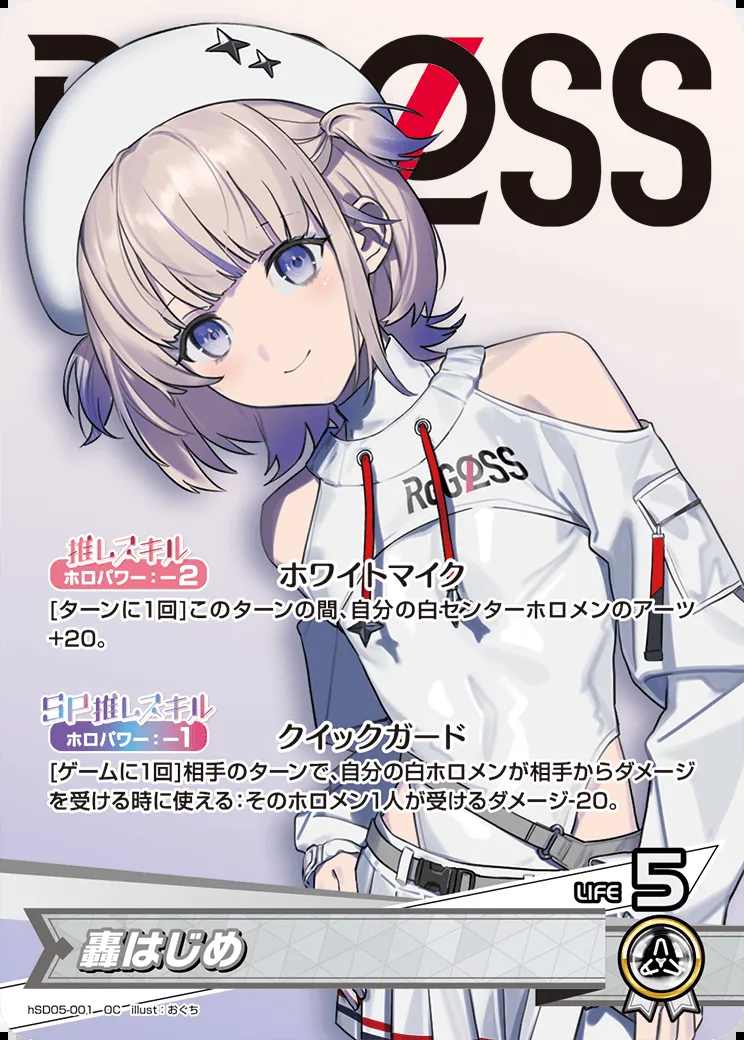 ReGLOSS
ReGLOSS
推しスキル
ホロパワー：－2
ホワイトマイク
[ターンに1回]このターンの間、自分の白センターホロメンのアーツ
+20。
SP推しスキル
ホロパワー：－1
クイックガード
[ゲームに1回]相手のターンで、自分の白ホロメンが相手からダメージ
を受ける時に使える：そのホロメン1人が受けるダメージ-20。
LIFE 5
轟はじめ
hSD05-001 OC illust：おぐち